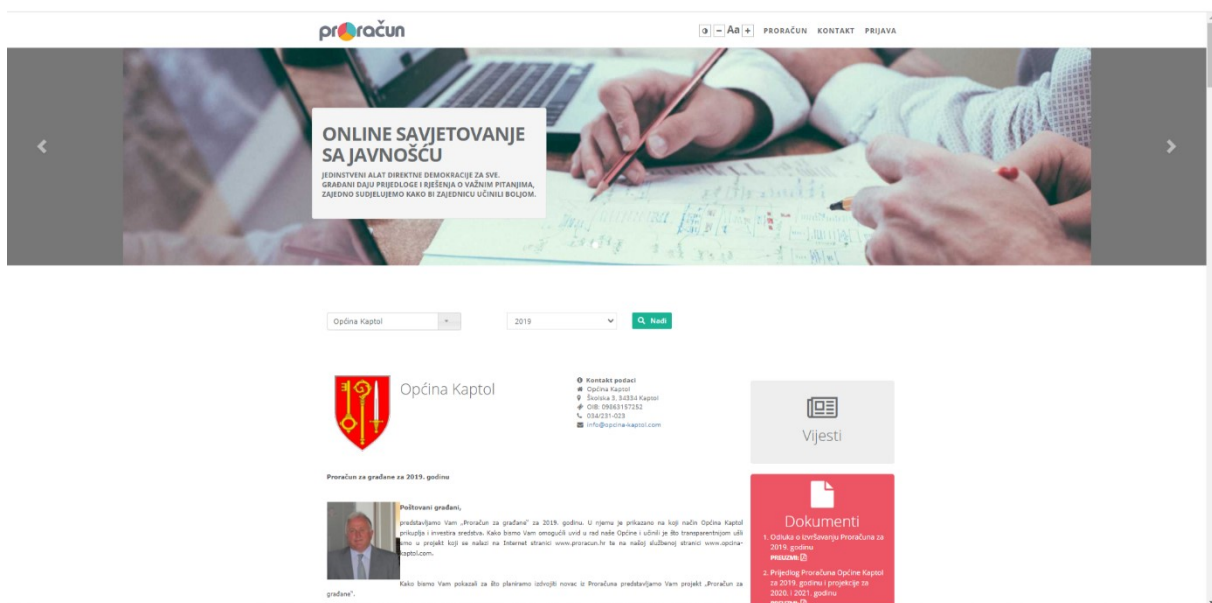 proračun
Aa PRORAČUN KONTAKT PRIJAVA
ONLINE SAVJETOVANJE
SA JAVNOŠĆU
JEDINSTVENI ALAT DIREKTNE DEMOKRACIJE ZA SVE.
GRAĐANI DAJU PRIJEDLOGE I RJEŠENJA O VAŽNIM PITANJIMA,
ZAJEDNO SUDJELUJEMO KAKO BI ZAJEDNICU UČINILI BOLJOM.
Općina Kaptol 2019 Nađi
Općina Kaptol
Kontakt podaci
Općina Kaptol
Školska 3, 34334 Kaptol
OIB: 09863157252
034/231-023
info@opcina-kaptol.com
Vijesti
Proračun za građane za 2019. godinu
Poštovani građani,
predstavljamo Vam „Proračun za građane" za 2019. godinu. U njemu je prikazano na koji način Općina Kaptol
prikuplja i investira sredstva. Kako bismo Vam omogućili uvid u rad naše Općine i učinili je što transparentnijom ušli
smo u projekt koji se nalazi na Internet stranici www.proracun.hr te na našoj službenoj stranici www.opcina-
kaptol.com.
Kako bismo Vam pokazali za što planiramo izdvojiti novac iz Proračuna predstavljamo Vam projekt „Proračun za
građane".
Dokumenti
1. Odluka o izvršavanju Proračuna za
2019. godinu
PREUZMI:
2. Prijedlog Proračuna Općine Kaptol
za 2019. godinu i projekcije za
2020. i 2021. godinu
PREUZMI: